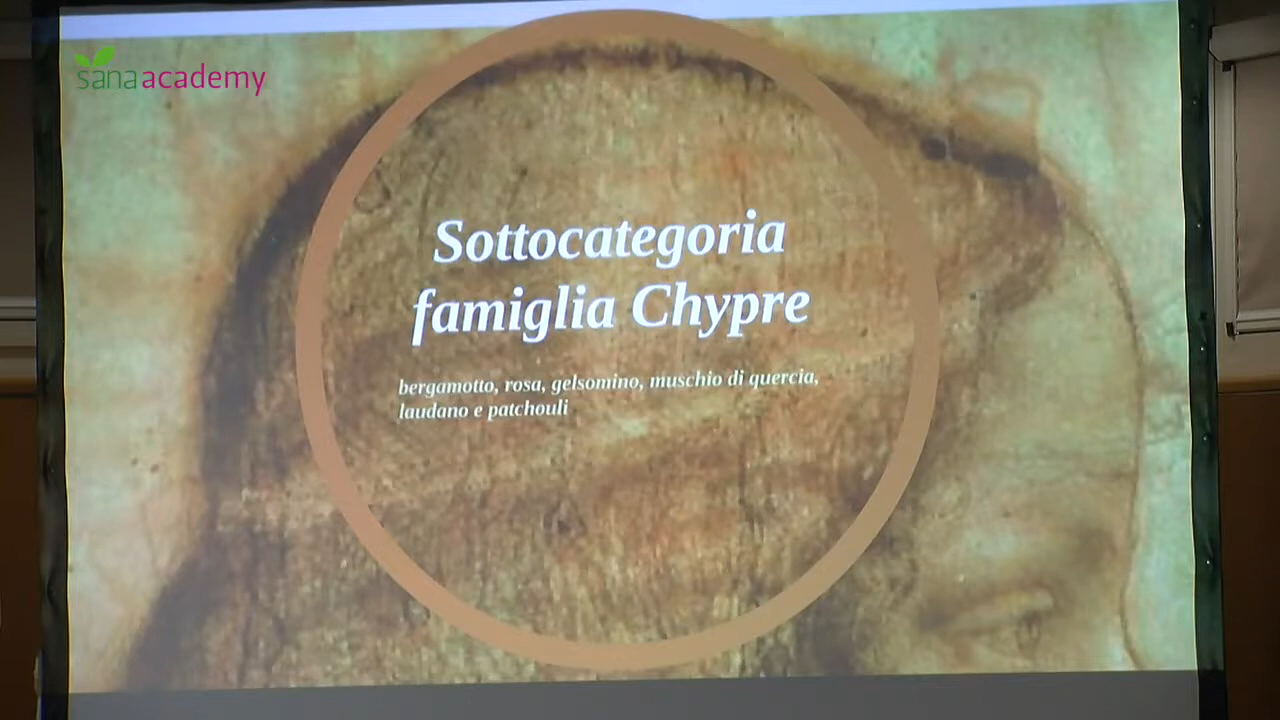 sanaacademy
Sottocategoria
famiglia Chypre
bergamotto, rosa, gelsomino, muschio di quercia,
laudano e patchouli